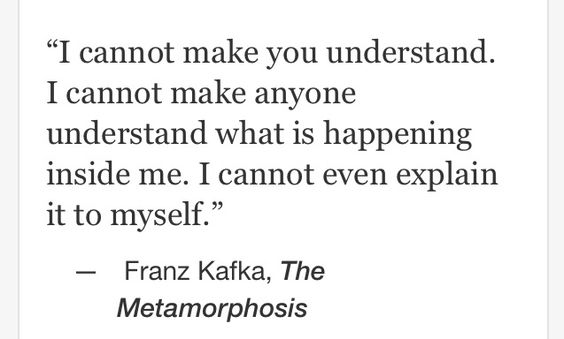 “I cannot make you understand.
I cannot make anyone
understand what is happening
inside me. I cannot even explain
it to myself.”
— Franz Kafka, The
Metamorphosis